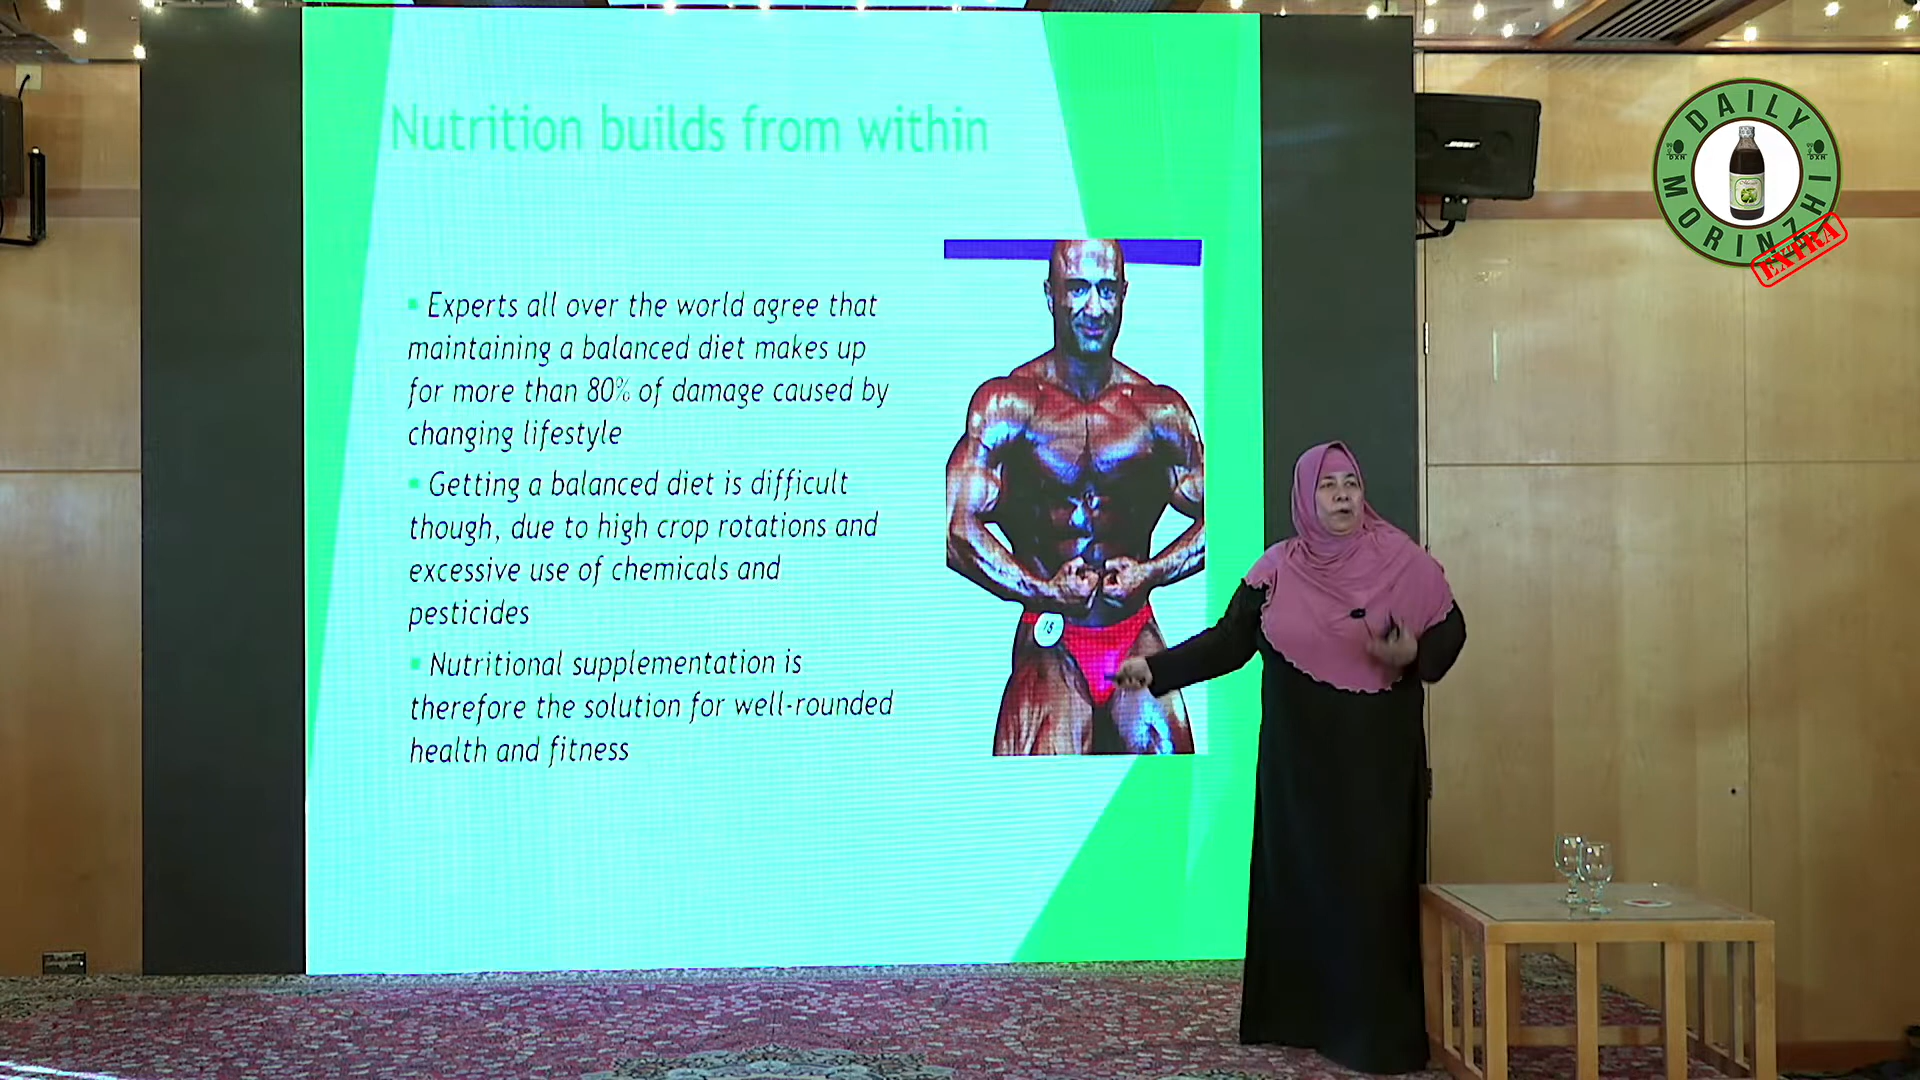 Nutrition builds from within
Experts all over the world agree that
maintaining a balanced diet makes up
for more than 80% of damage caused by
changing lifestyle
Getting a balanced diet is difficult
though, due to high crop rotations and
excessive use of chemicals and
pesticides
Nutritional supplementation is
therefore the solution for well-rounded
health and fitness
15
DAILY
DXN
DXN
MORINZHI
EXTRA